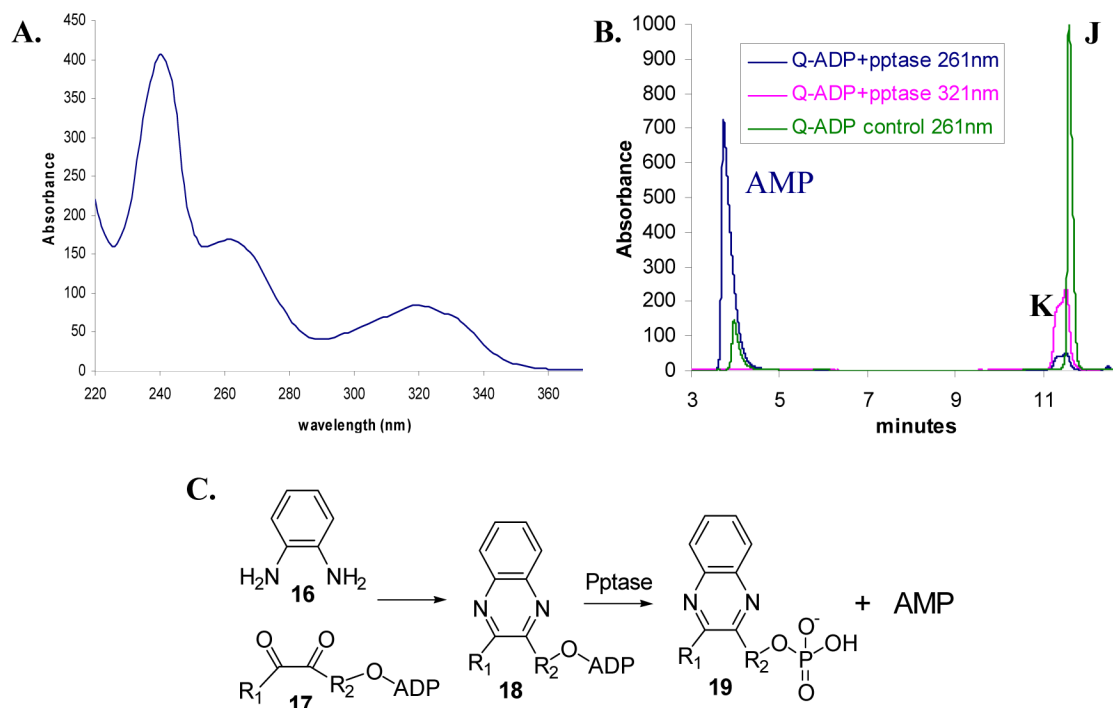 A.
Absorbance
450
400
350
300
250
200
150
100
50
0
220 240 260 280 300 320 340 360
wavelength (nm)
B.
J
Absorbance
1000
900
800
700
600
500
400
300
200
100
0
Q-ADP+pptase 261nm
Q-ADP+pptase 321nm
Q-ADP control 261nm
AMP
K
3 5 7 9 11
minutes
C.
H2N NH2
16
O O
R1 R2 O ADP
17
N N
R1 R2 O ADP
18
Pptase
N N
R1 R2 O P O- OH O
19
+ AMP